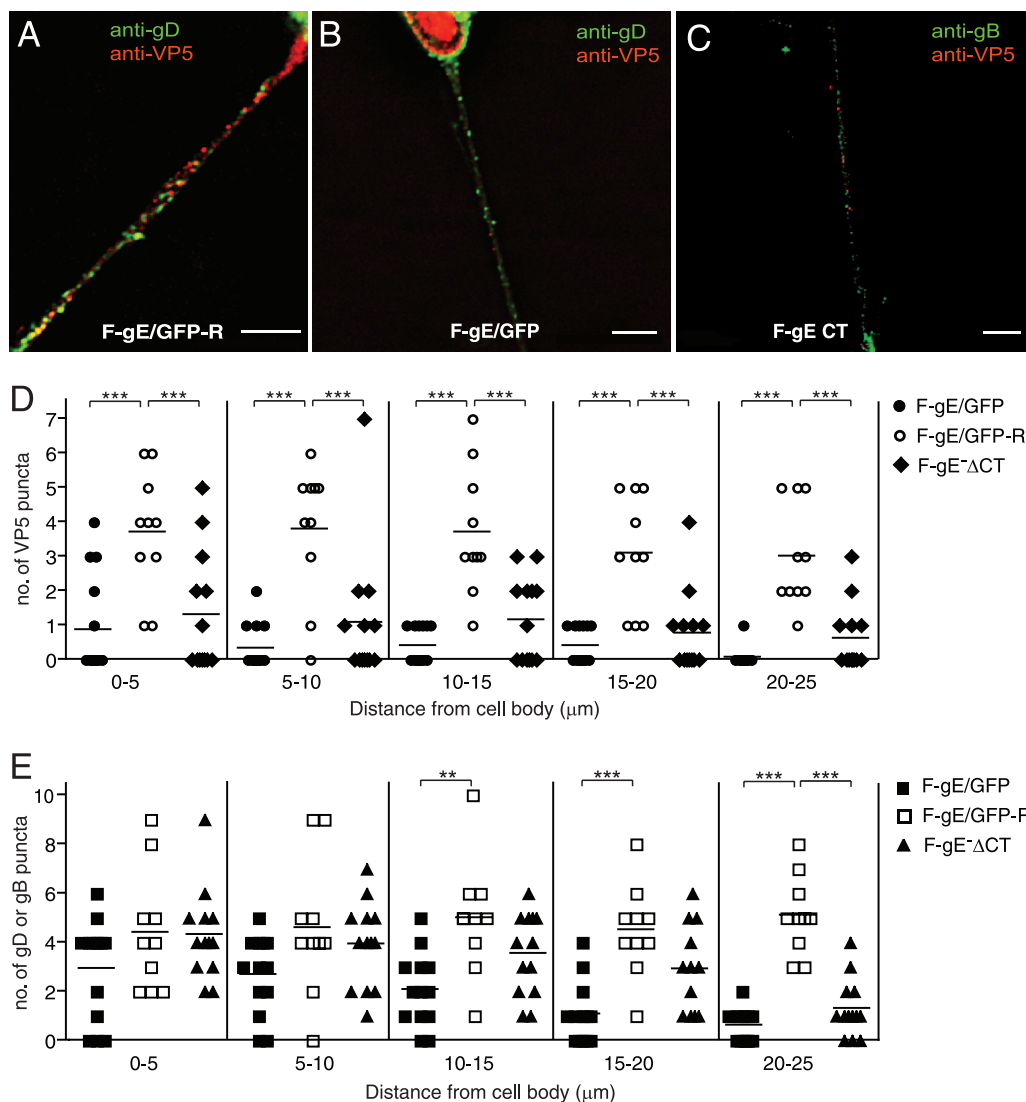 A
anti-gD
anti-VP5
F-gE/GFP-R
B
anti-gD
anti-VP5
F-gE/GFP
C
anti-gB
anti-VP5
F-gE CT
D
*** *** *** *** *** *** *** *** *** ***
no. of VP5 puncta
7
6
5
4
3
2
1
0
0-5 5-10 10-15 15-20 20-25
Distance from cell body (μm)
F-gE/GFP
F-gE/GFP-R
F-gE-ΔCT
E
** *** *** ***
no. of gD or gB puncta
10
8
6
4
2
0
0-5 5-10 10-15 15-20 20-25
Distance from cell body (μm)
F-gE/GFP
F-gE/GFP-R
F-gE-ΔCT